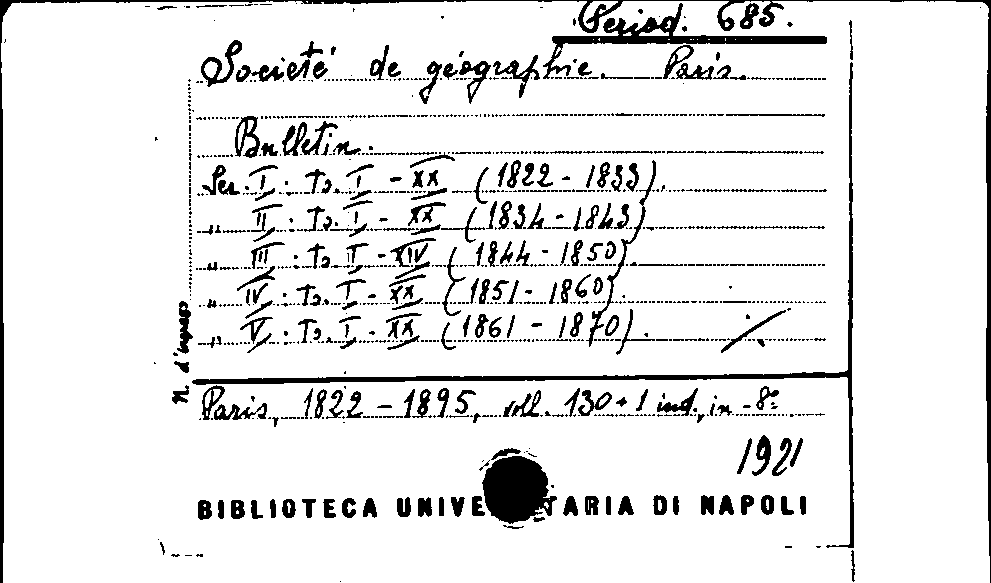 Period. 685.
Société de géographie. Paris.
Bulletin.
Ser. I : To. I - XX (1822 - 1833).
" II : To. I - XX (1834 - 1843)
" III : To. I - XIV (1844 - 1850).
" IV : To. I - XX (1851 - 1860).
" V : To. I - XX (1861 - 1870). ./.
N. d'ingresso
Paris, 1822 - 1895, voll. 130 + 1 ind., in -8º
1921
BIBLIOTECA UNIVE TARIA DI NAPOLI